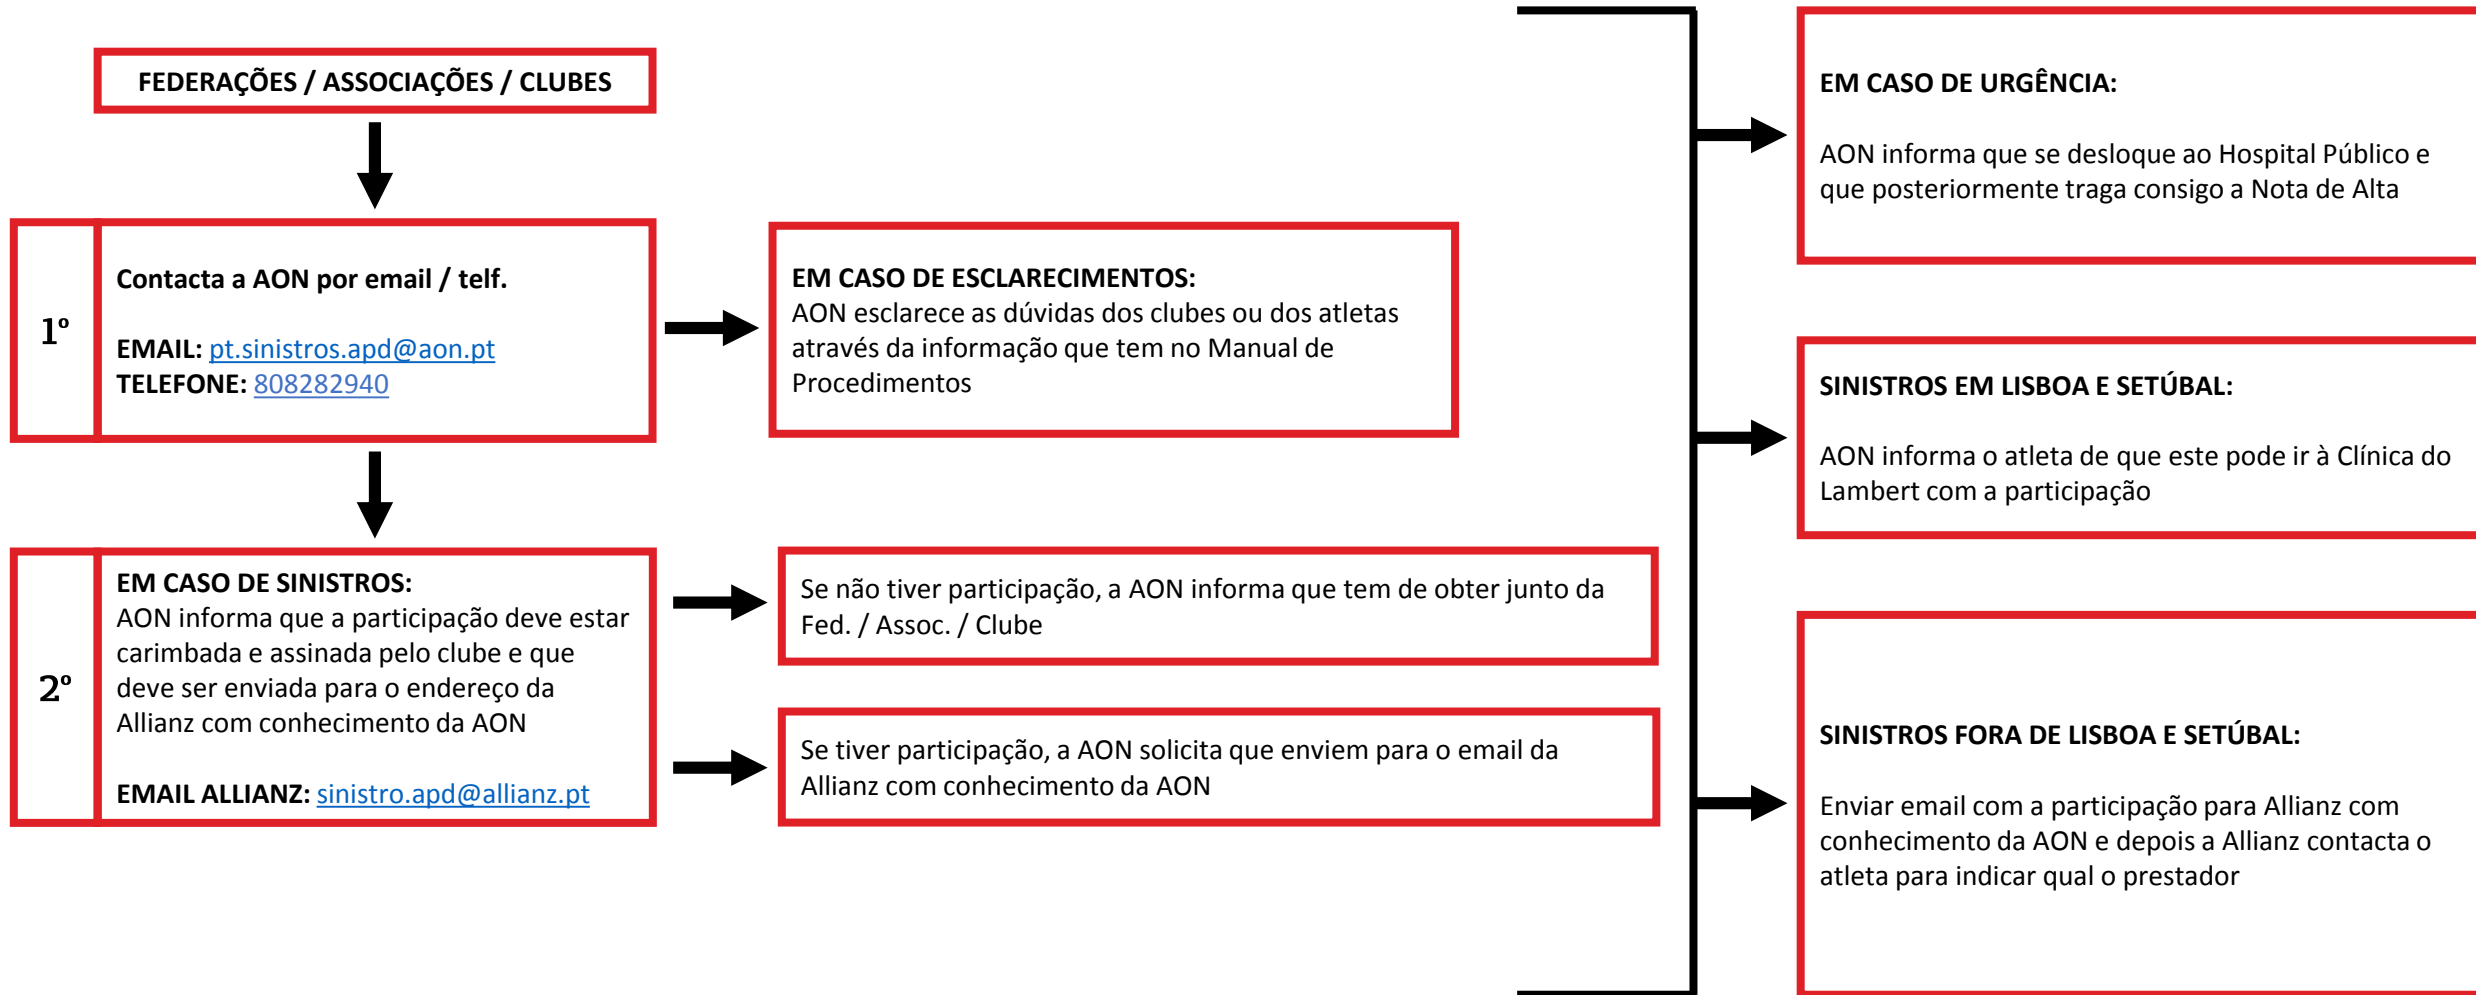 FEDERAÇÕES / ASSOCIAÇÕES / CLUBES
1º
Contacta a AON por email / telf.
EMAIL: pt.sinistros.apd@aon.pt
TELEFONE: 808282940
EM CASO DE ESCLARECIMENTOS:
AON esclarece as dúvidas dos clubes ou dos atletas
através da informação que tem no Manual de
Procedimentos
2º
EM CASO DE SINISTROS:
AON informa que a participação deve estar
carimbada e assinada pelo clube e que
deve ser enviada para o endereço da
Allianz com conhecimento da AON
EMAIL ALLIANZ: sinistro.apd@allianz.pt
Se não tiver participação, a AON informa que tem de obter junto da
Fed. / Assoc. / Clube
Se tiver participação, a AON solicita que enviem para o email da
Allianz com conhecimento da AON
EM CASO DE URGÊNCIA:
AON informa que se desloque ao Hospital Público e
que posteriormente traga consigo a Nota de Alta
SINISTROS EM LISBOA E SETÚBAL:
AON informa o atleta de que este pode ir à Clínica do
Lambert com a participação
SINISTROS FORA DE LISBOA E SETÚBAL:
Enviar email com a participação para Allianz com
conhecimento da AON e depois a Allianz contacta o
atleta para indicar qual o prestador